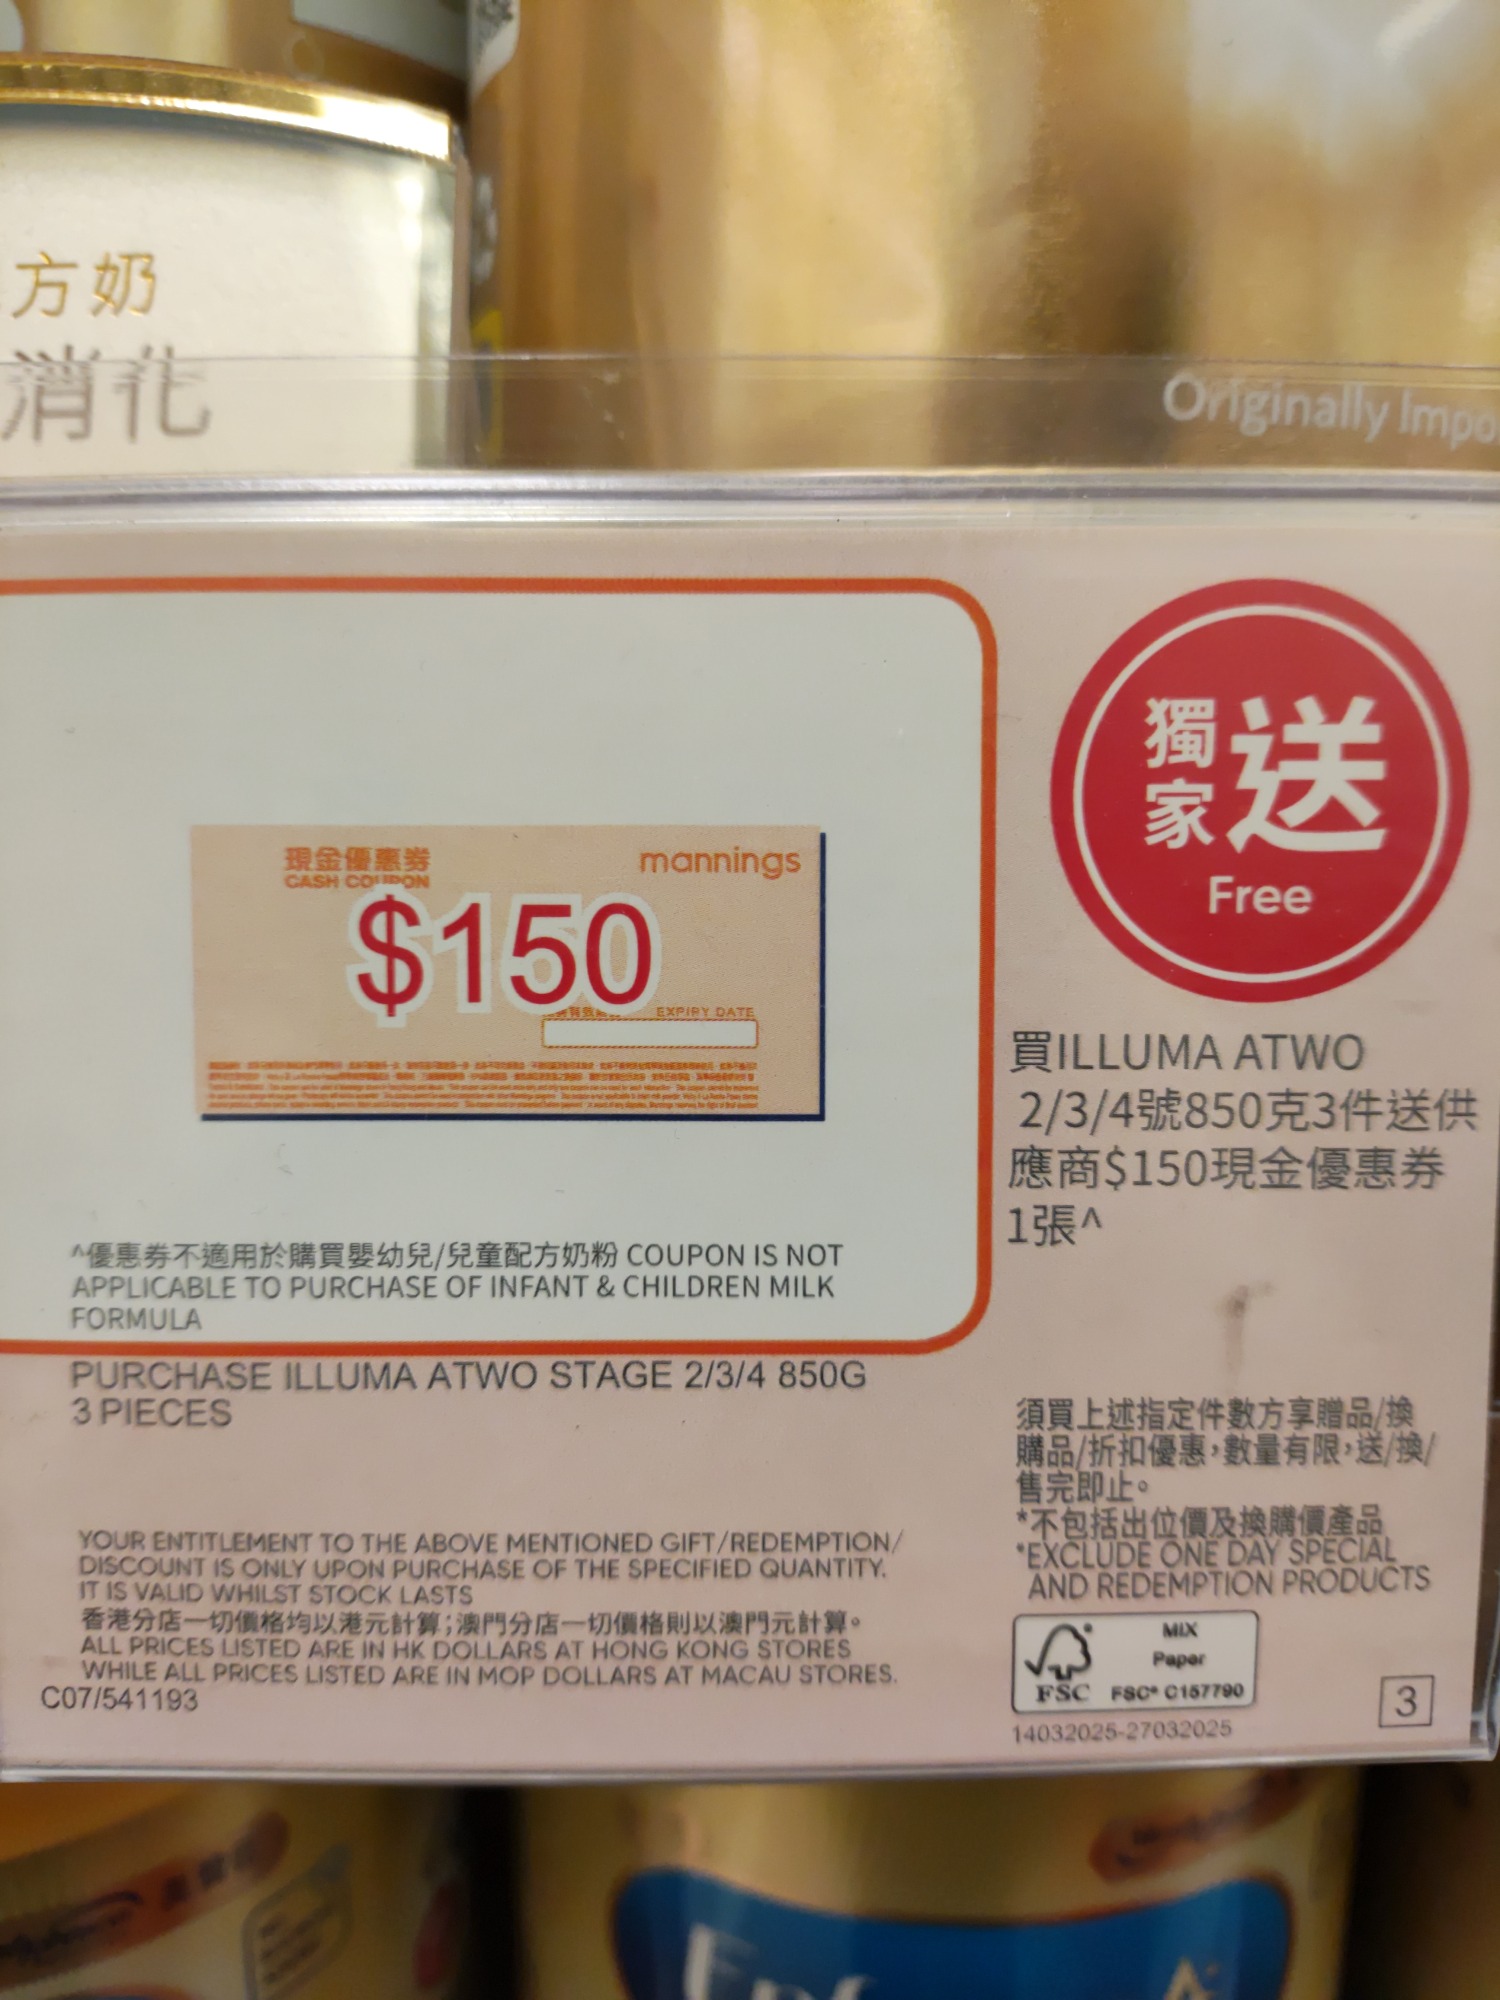 方奶
消化
Originally Impo
獨家
送
Free
現金優惠券
CASH COUPON
mannings
$150
EXPIRY DATE
^優惠券不適用於購買嬰幼兒/兒童配方奶粉 COUPON IS NOT
APPLICABLE TO PURCHASE OF INFANT & CHILDREN MILK
FORMULA
買ILLUMA ATWO
2/3/4號850克3件送供
應商$150現金優惠券
1張^
PURCHASE ILLUMA ATWO STAGE 2/3/4 850G
3 PIECES
須買上述指定件數方享贈品/換
購品/折扣優惠，數量有限，送/換/
售完即止。
*不包括出位價及換購價產品
*EXCLUDE ONE DAY SPECIAL
AND REDEMPTION PRODUCTS
YOUR ENTITLEMENT TO THE ABOVE MENTIONED GIFT/REDEMPTION/
DISCOUNT IS ONLY UPON PURCHASE OF THE SPECIFIED QUANTITY.
IT IS VALID WHILST STOCK LASTS
香港分店一切價格均以港元計算；澳門分店一切價格則以澳門元計算。
ALL PRICES LISTED ARE IN HK DOLLARS AT HONG KONG STORES
WHILE ALL PRICES LISTED ARE IN MOP DOLLARS AT MACAU STORES.
C07/541193
FSC
MIX
Paper
FSC® C157790
14032025-27032025
3